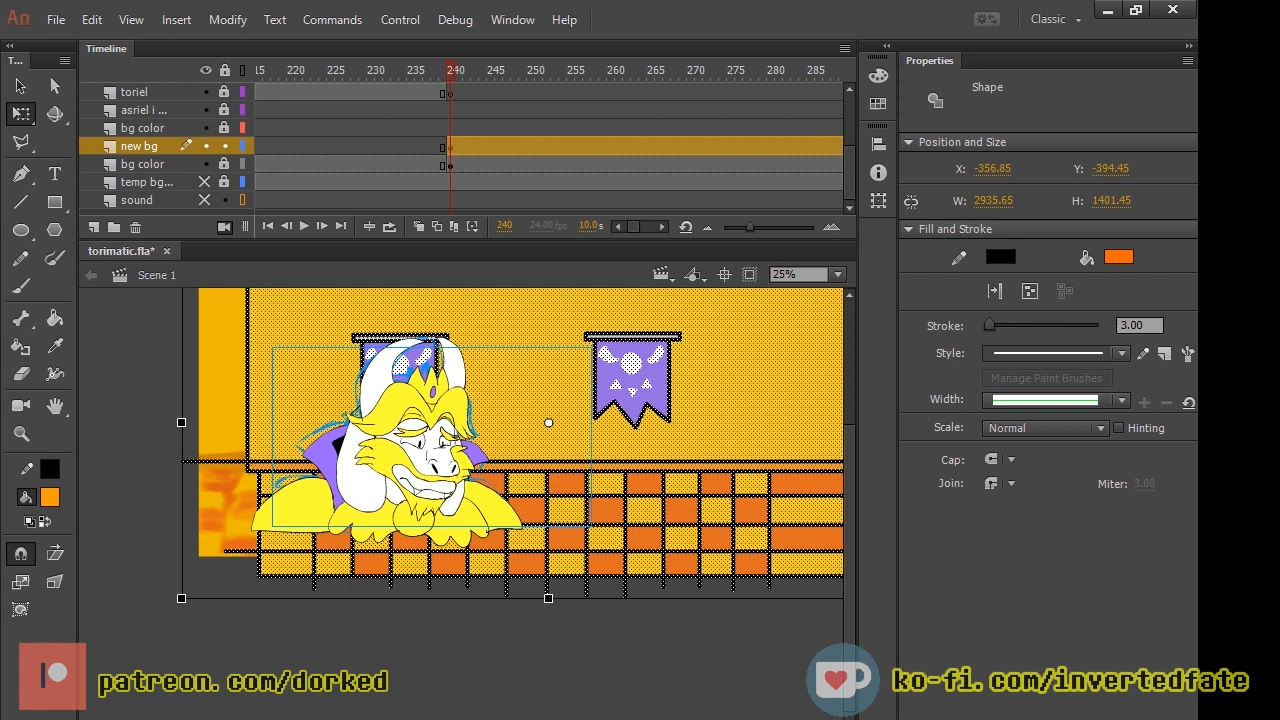 An File Edit View Insert Modify Text Commands Control Debug Window Help Classic
T... Timeline Properties
15 220 225 230 235 240 245 250 255 260 265 270 275 280 285
toriel
asriel i ...
bg color
new bg
bg color
temp bg...
sound
240 24.00 fps 10.0 s
torimatic.fla*
Scene 1 25%
Shape
Position and Size
X: -356.85 Y: -394.45
W: 2935.65 H: 1401.45
Fill and Stroke
Stroke: 3.00
Style:
Manage Paint Brushes
Width:
Scale: Normal Hinting
Cap:
Join: Miter: 3.00
patreon.com/dorked
ko-fi.com/invertedfate